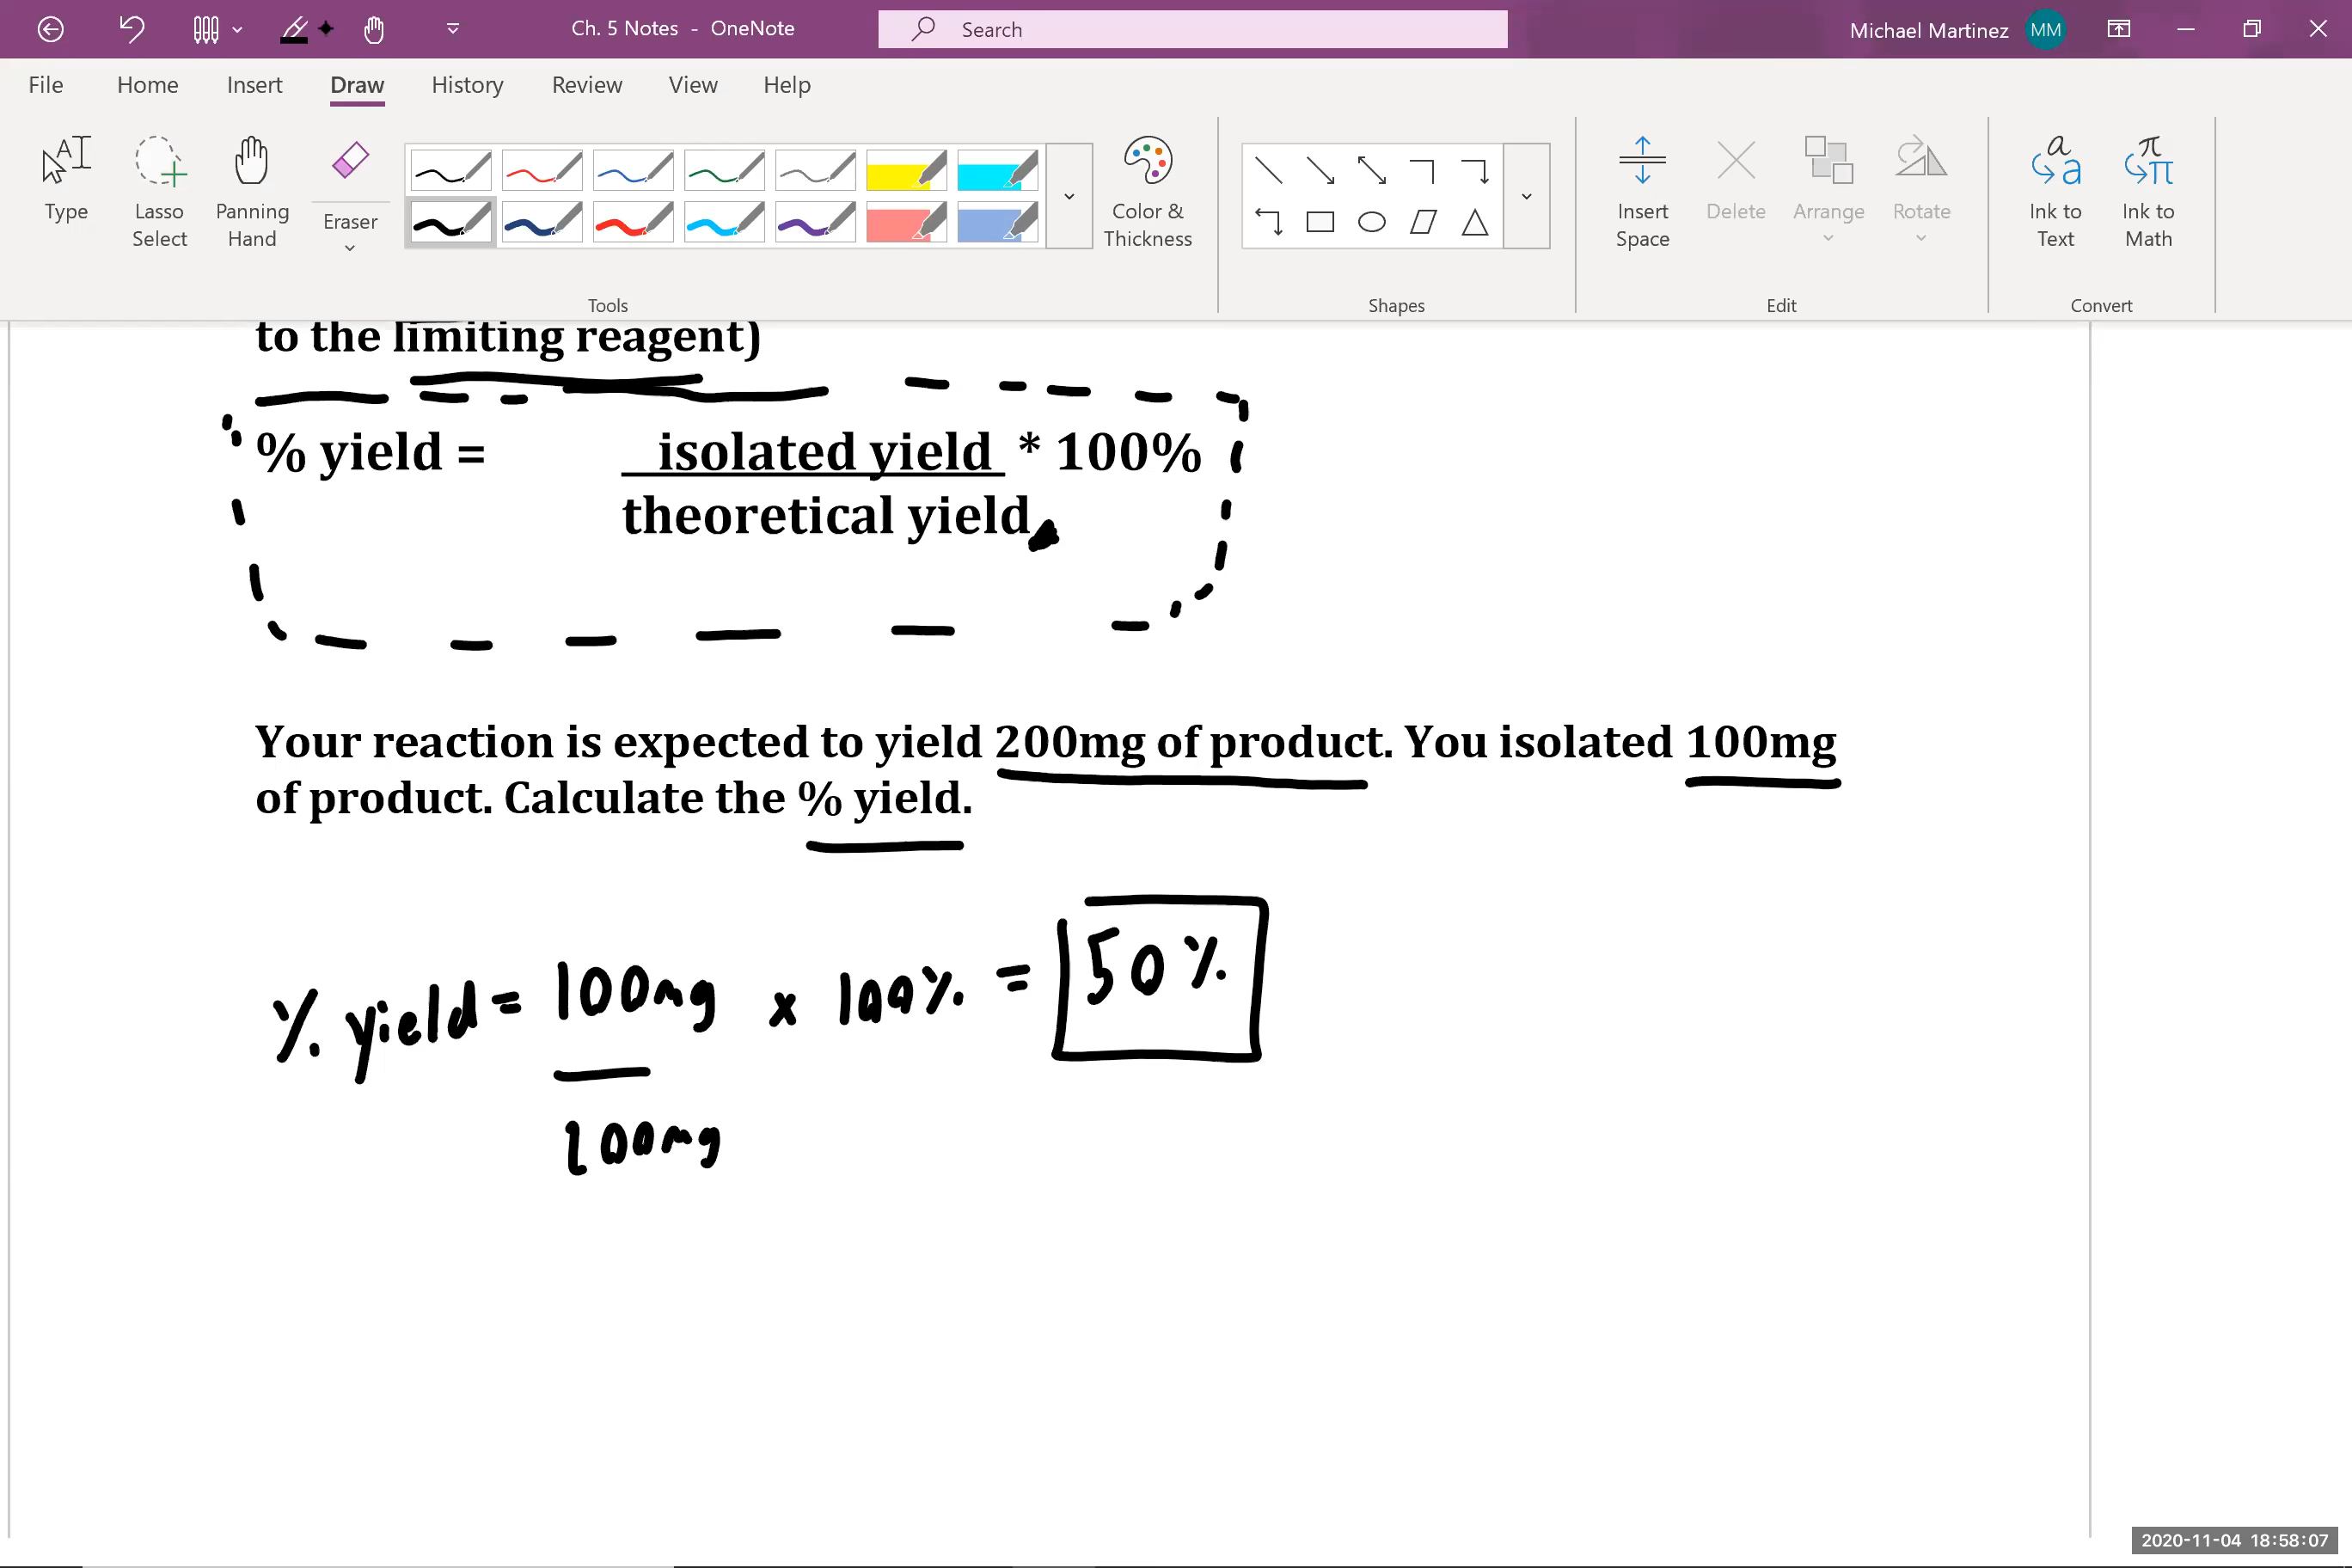 Ch. 5 Notes - OneNote
Search
Michael Martinez MM
File Home Insert Draw History Review View Help
Type
Lasso Select
Panning Hand
Eraser
Color & Thickness
Insert Space
Delete
Arrange
Rotate
Ink to Text
Ink to Math
Tools Shapes Edit Convert
to the limiting reagent)
% yield = isolated yield * 100%
theoretical yield
Your reaction is expected to yield 200mg of product. You isolated 100mg
of product. Calculate the % yield.
% yield = 100mg x 100% = 50%
200mg
2020-11-04 18:58:07